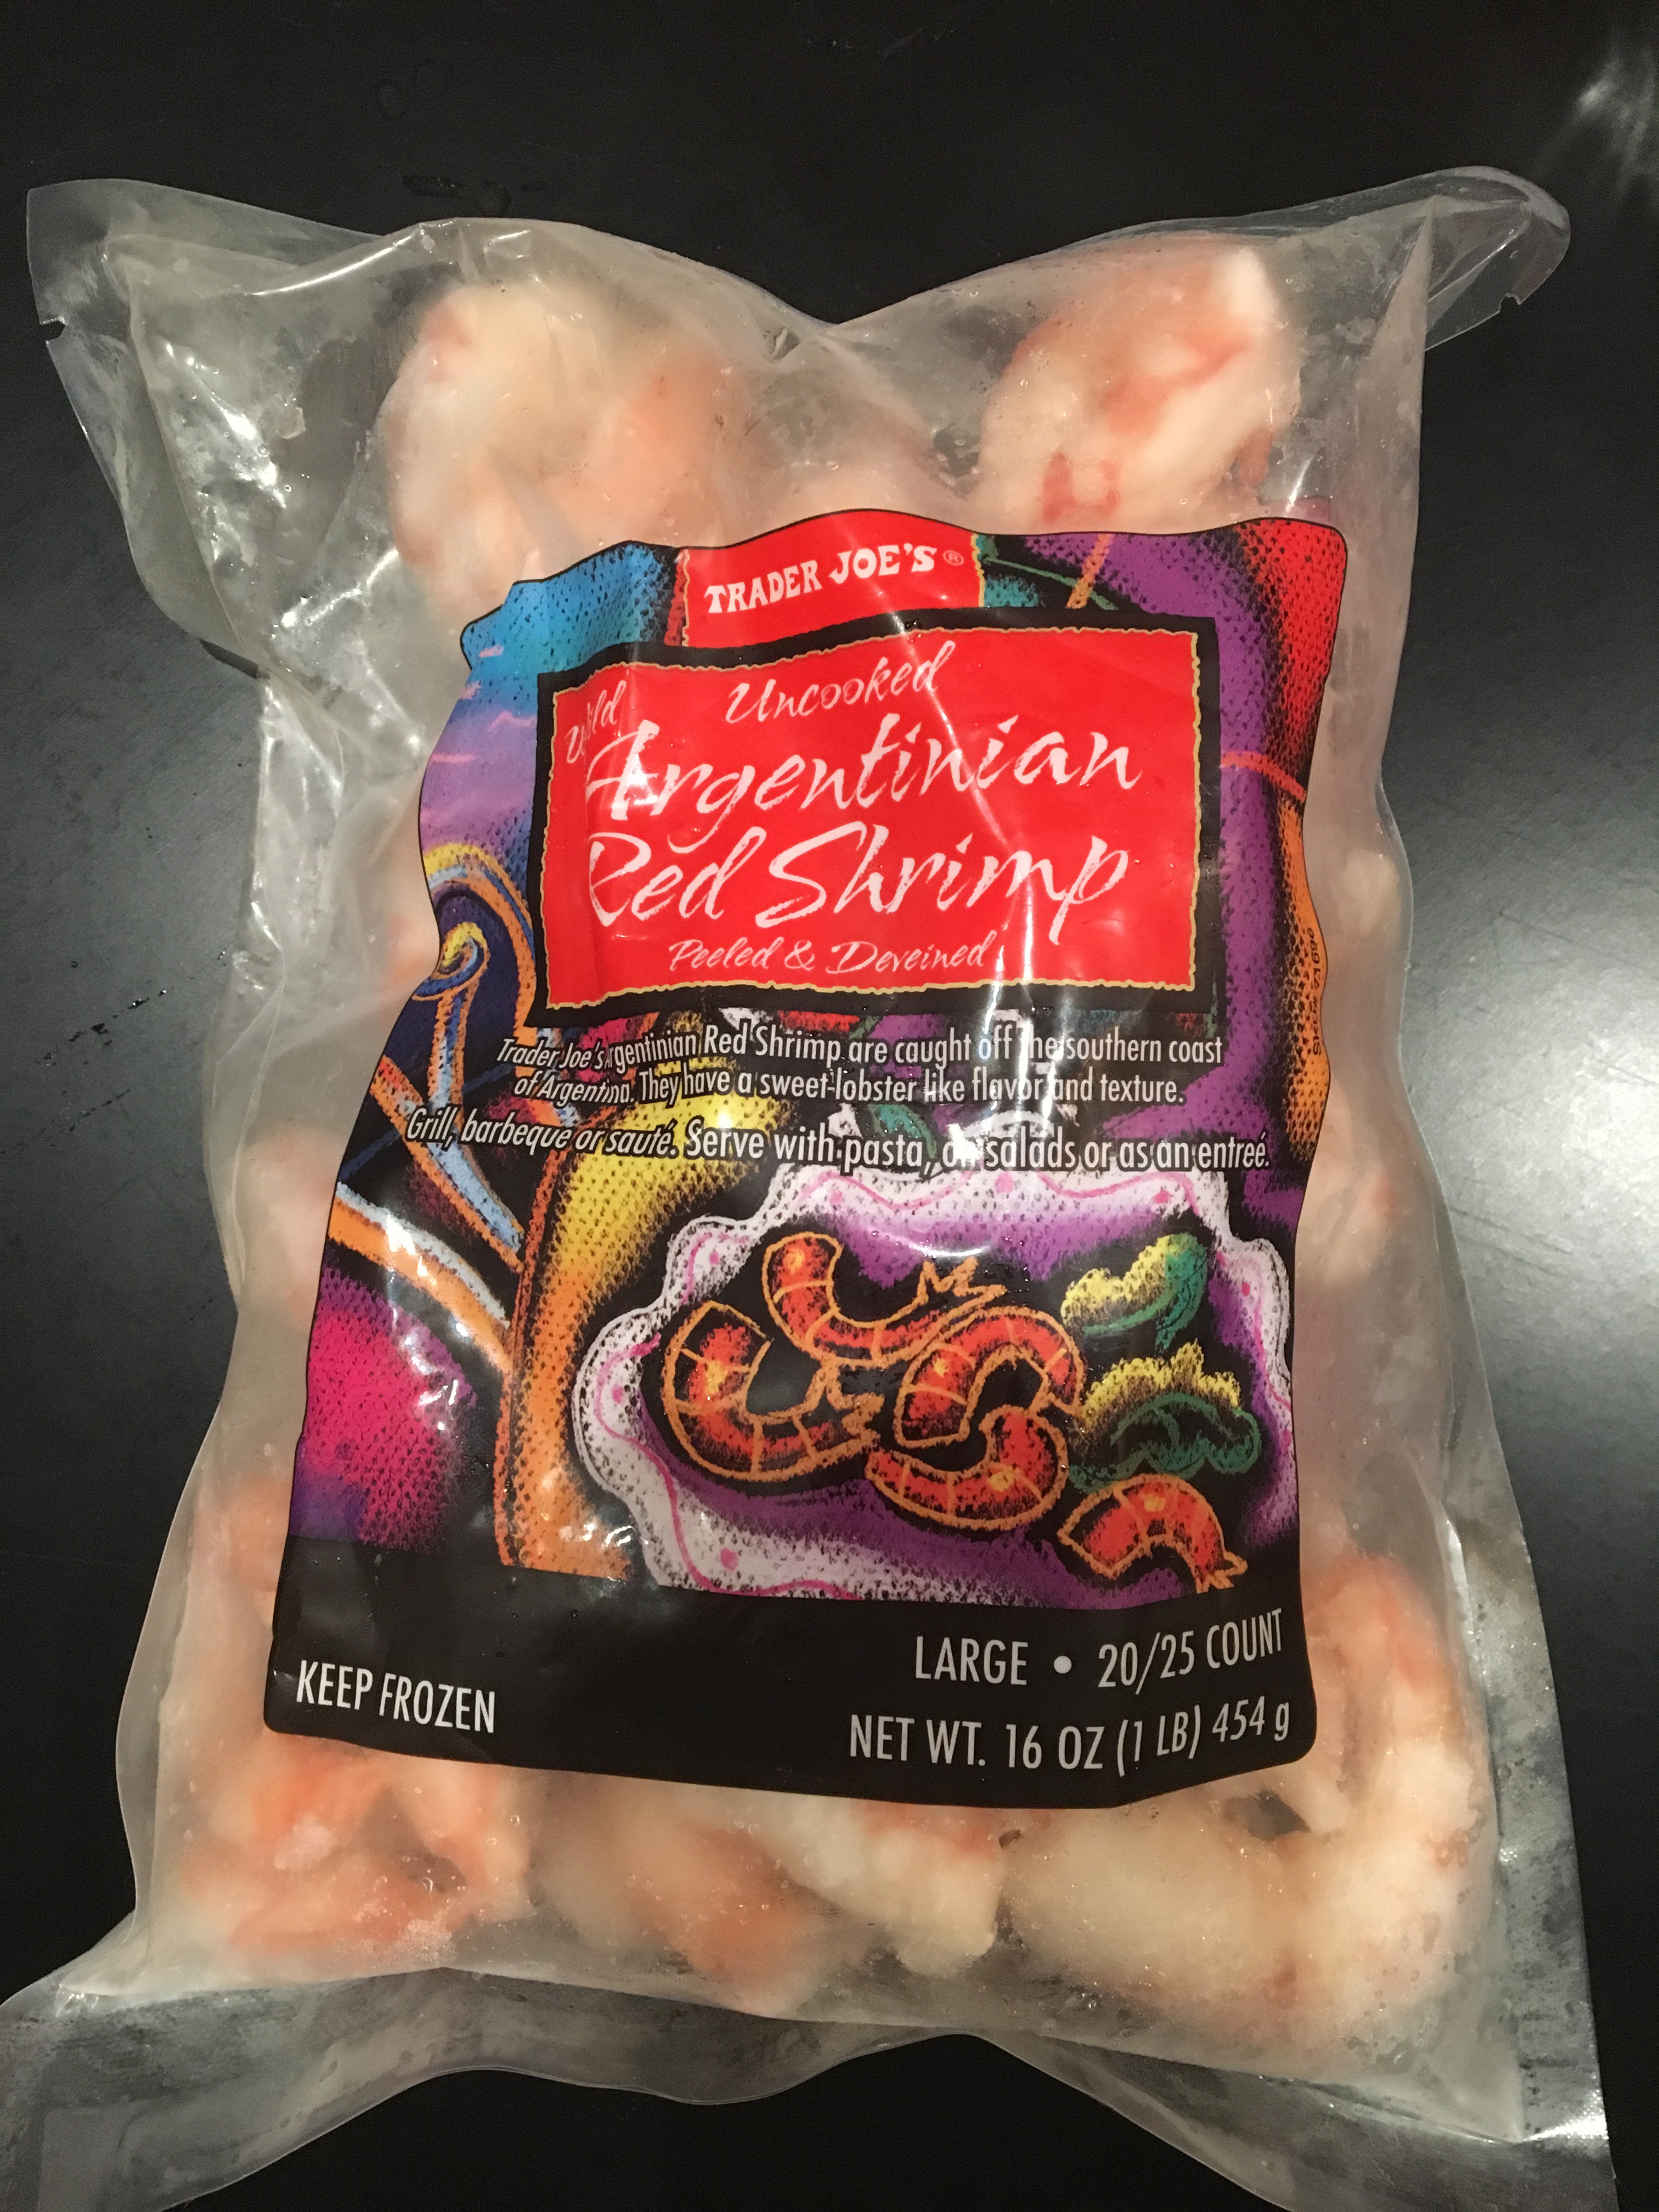 TRADER JOE'S®
Uncooked
Wild
Argentinian
Red Shrimp
Peeled & Deveined
Trader Joe's Argentinian Red Shrimp are caught off the southern coast
of Argentina. They have a sweet-lobster like flavor and texture.
Grill, barbeque or sauté. Serve with pasta, on salads or as an entreé.
LARGE • 20/25 COUNT
KEEP FROZEN
NET WT. 16 OZ (1 LB) 454 g